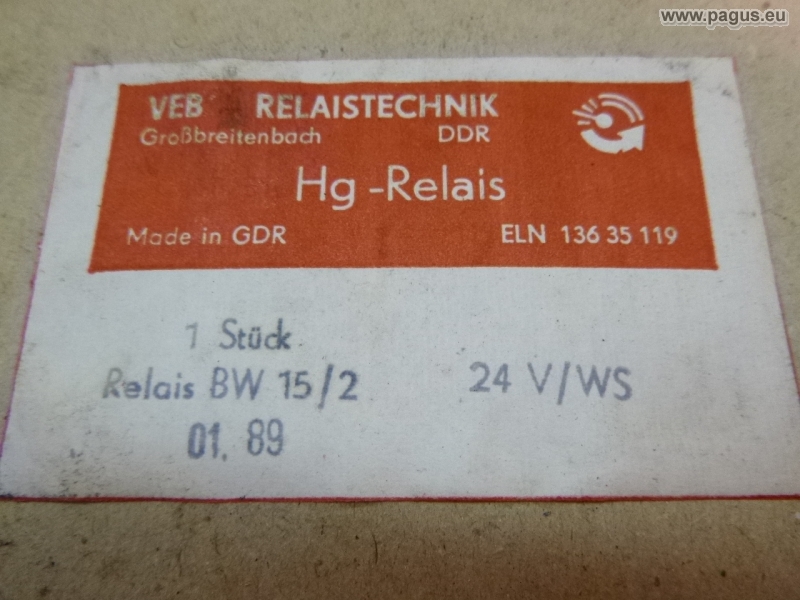 www.pagus.eu
VEB RELAISTECHNIK
Großbreitenbach DDR
Hg-Relais
Made in GDR ELN 136 35 119
1 Stück
Relais BW 15/2 24 V/WS
01. 89